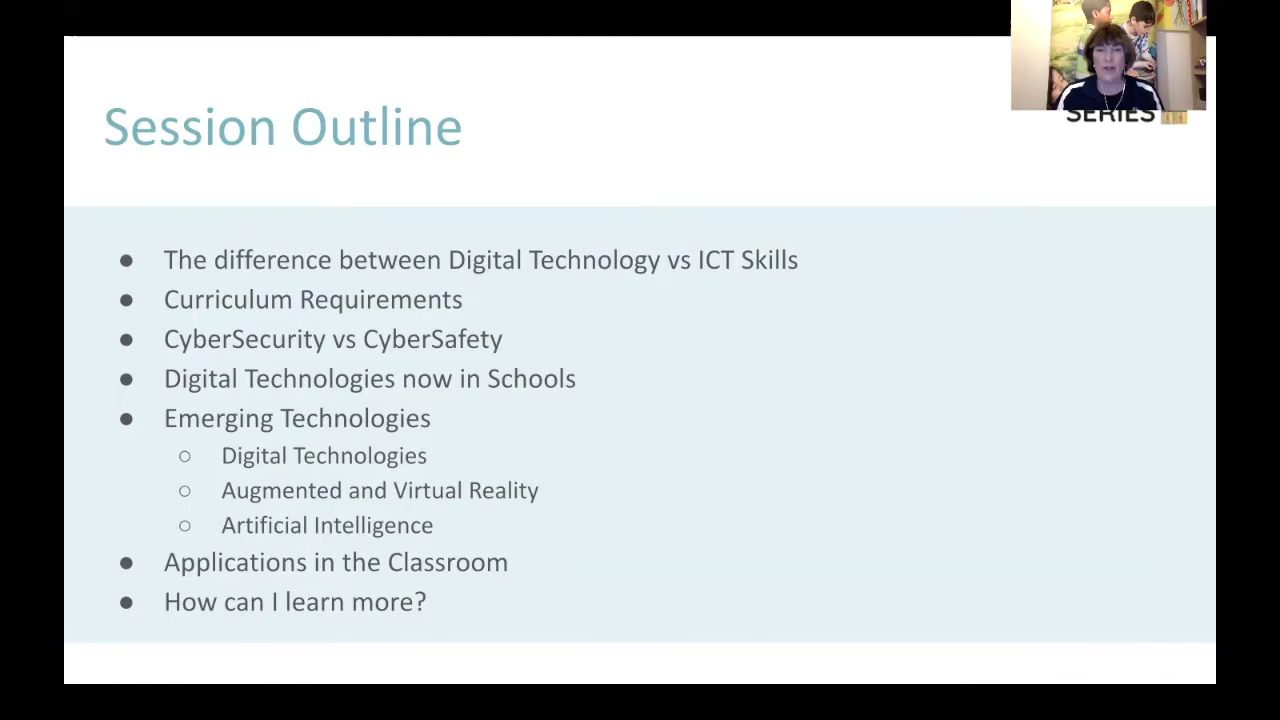 Session Outline
SERIES
● The difference between Digital Technology vs ICT Skills
● Curriculum Requirements
● CyberSecurity vs CyberSafety
● Digital Technologies now in Schools
● Emerging Technologies
○ Digital Technologies
○ Augmented and Virtual Reality
○ Artificial Intelligence
● Applications in the Classroom
● How can I learn more?